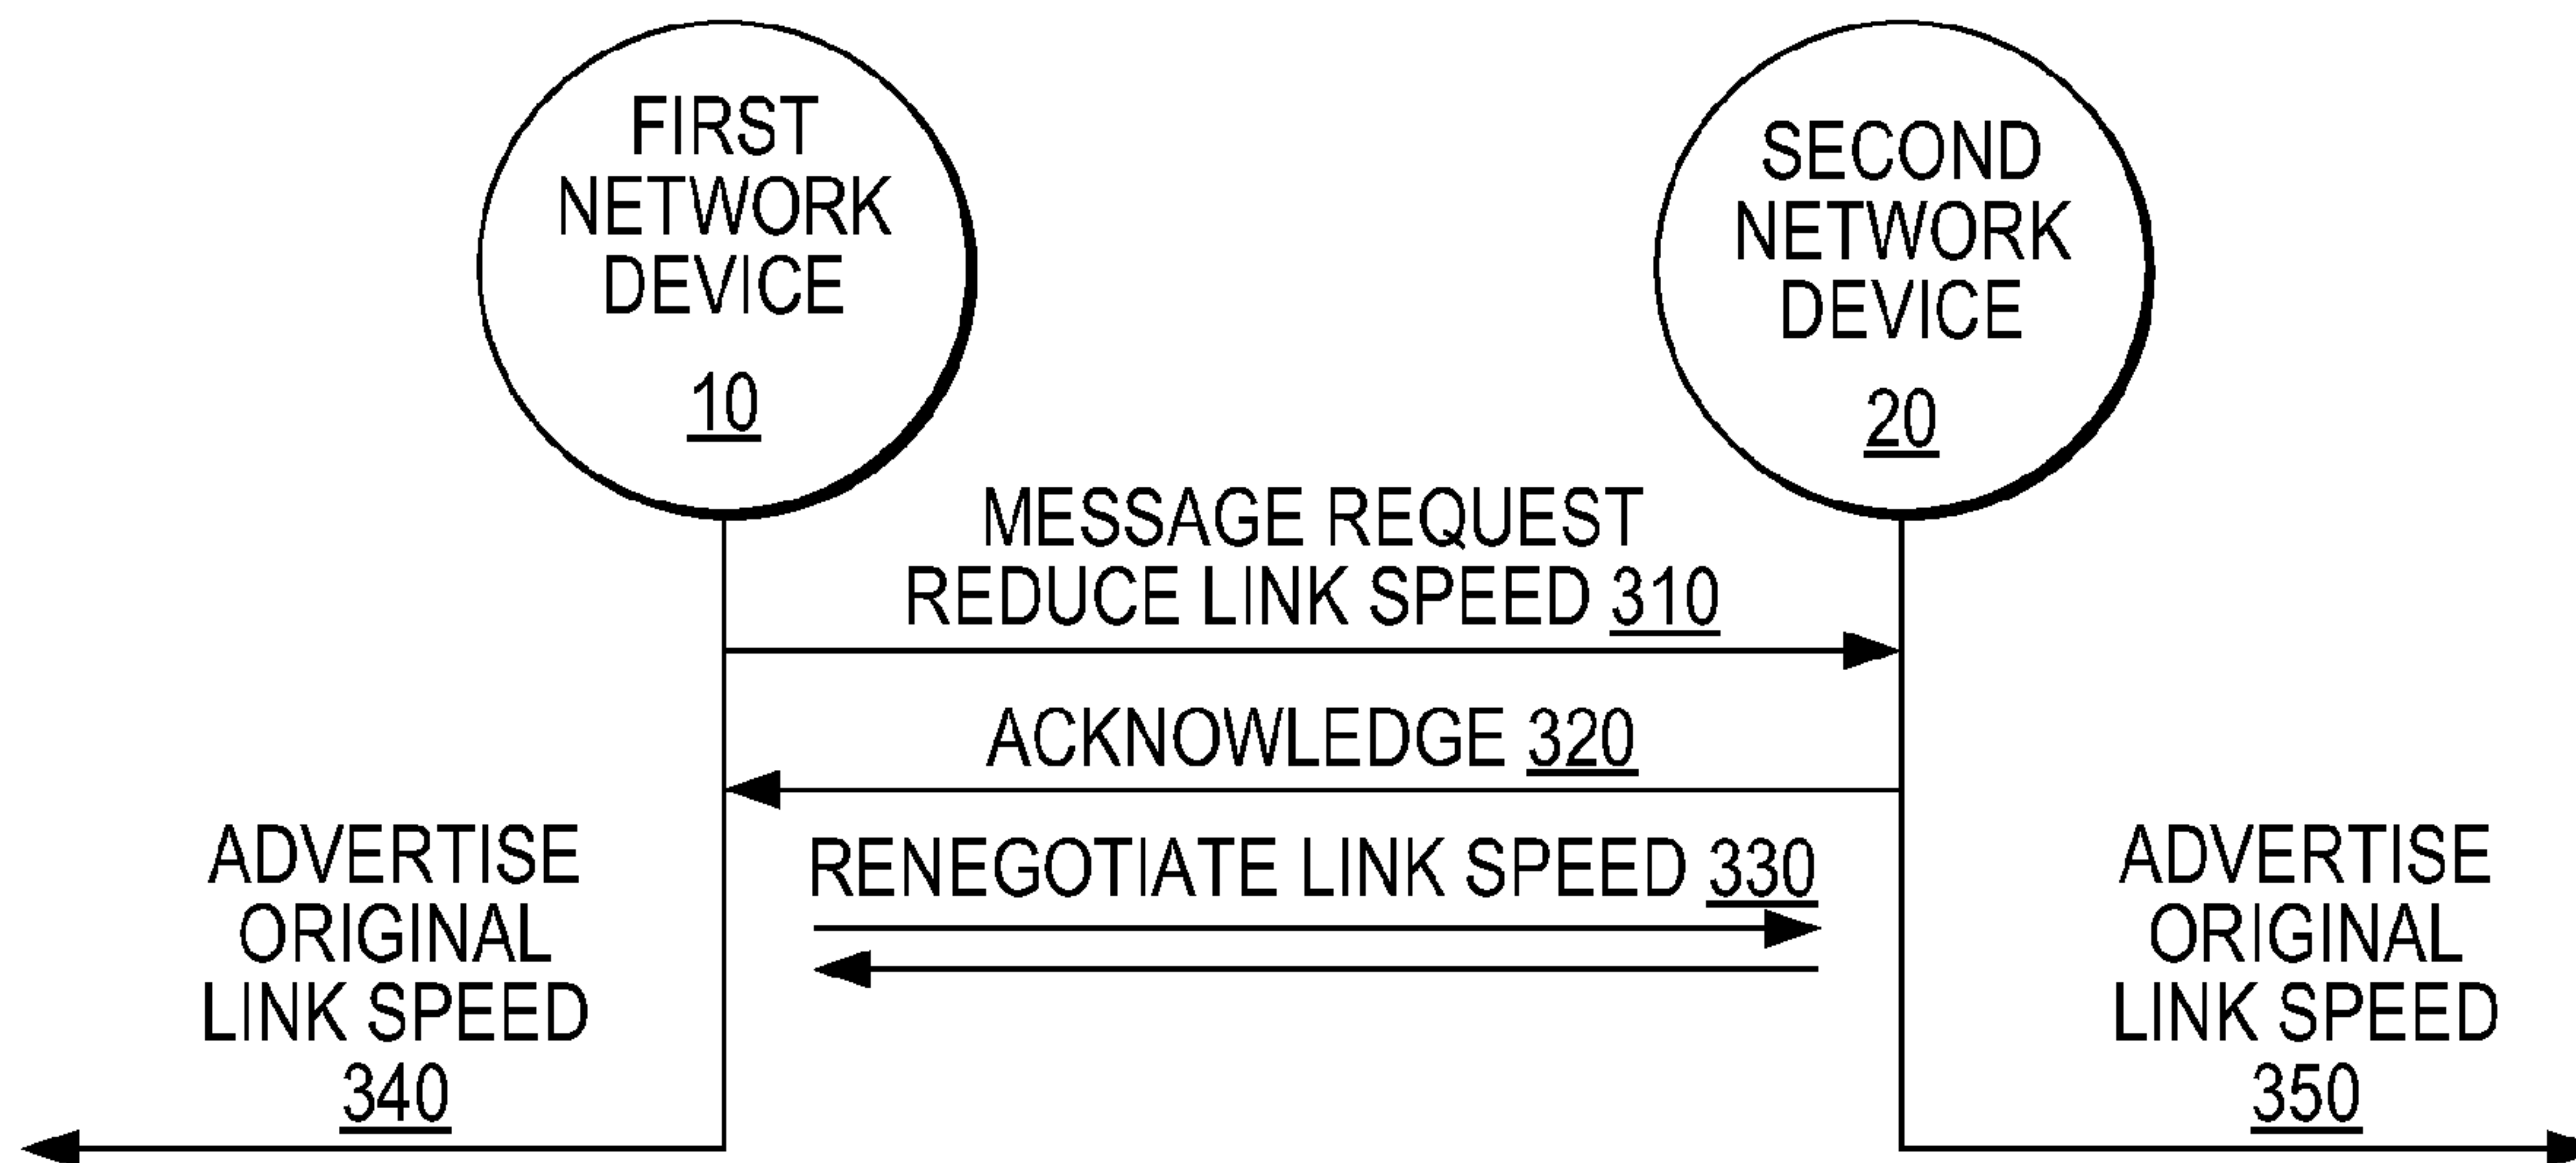 FIRST
NETWORK
DEVICE
10
SECOND
NETWORK
DEVICE
20
MESSAGE REQUEST
REDUCE LINK SPEED 310
ACKNOWLEDGE 320
RENEGOTIATE LINK SPEED 330
ADVERTISE
ORIGINAL
LINK SPEED
340
ADVERTISE
ORIGINAL
LINK SPEED
350